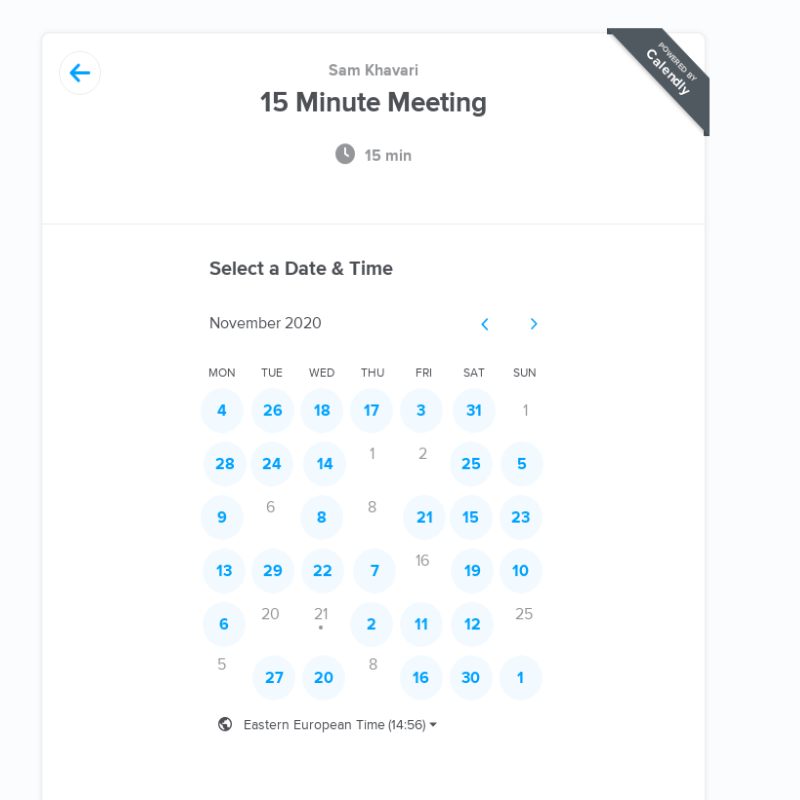 POWERED BY
Calendly
Sam Khavari
15 Minute Meeting
15 min
Select a Date & Time
November 2020
MON TUE WED THU FRI SAT SUN
4 26 18 17 3 31 1
28 24 14 1 2 25 5
9 6 8 8 21 15 23
13 29 22 7 16 19 10
6 20 21 2 11 12 25
5 27 20 8 16 30 1
Eastern European Time (14:56)